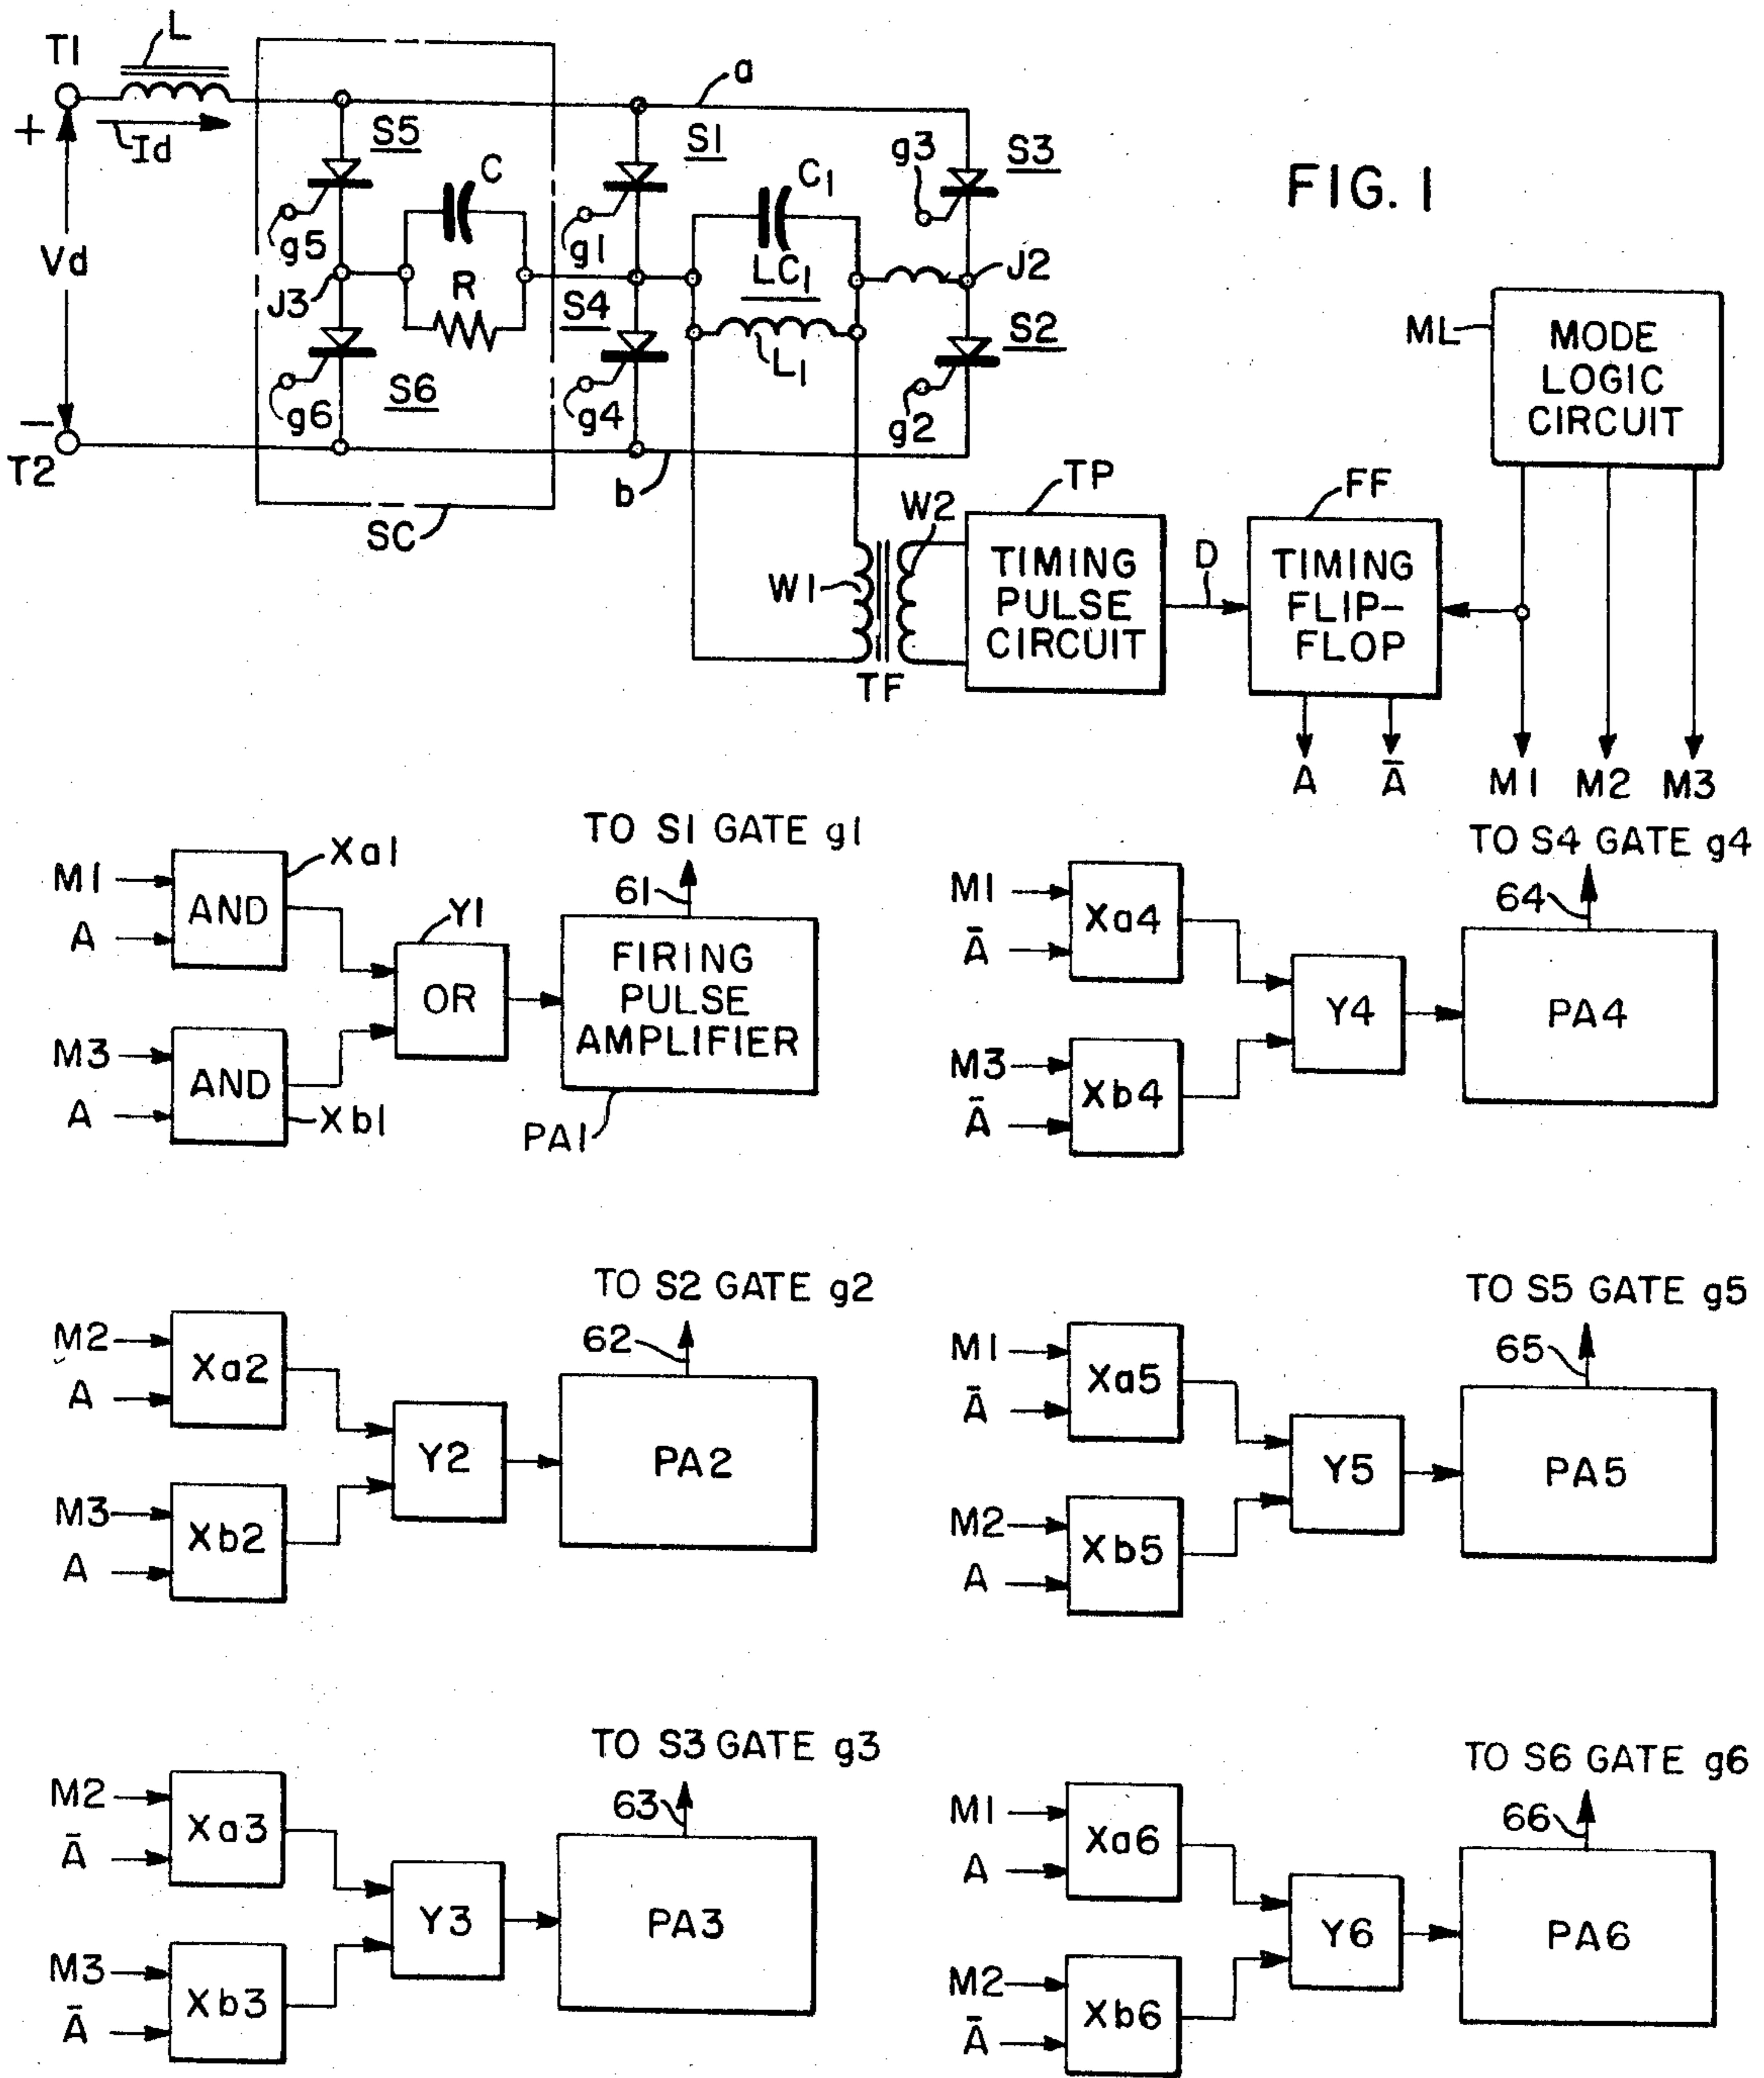 FIG. 1
T1
L
+
Id
Vd
−
T2
SC
S5
g5
J3
C
R
S6
g6
a
S1
g1
S4
g4
C1
LC1
L1
g3
S3
J2
S2
g2
b
W1
W2
TF
TP
TIMING
PULSE
CIRCUIT
D
FF
TIMING
FLIP-
FLOP
A
Ā
ML
MODE
LOGIC
CIRCUIT
M1
M2
M3
M1
A
AND
Xa1
M3
A
AND
Xb1
Y1
OR
TO S1 GATE g1
61
FIRING
PULSE
AMPLIFIER
PA1
M1
Ā
Xa4
M3
Ā
Xb4
Y4
TO S4 GATE g4
64
PA4
M2
A
Xa2
M3
A
Xb2
Y2
TO S2 GATE g2
62
PA2
M1
Ā
Xa5
M2
A
Xb5
Y5
TO S5 GATE g5
65
PA5
M2
Ā
Xa3
M3
Ā
Xb3
Y3
TO S3 GATE g3
63
PA3
M1
A
Xa6
M2
Ā
Xb6
Y6
TO S6 GATE g6
66
PA6